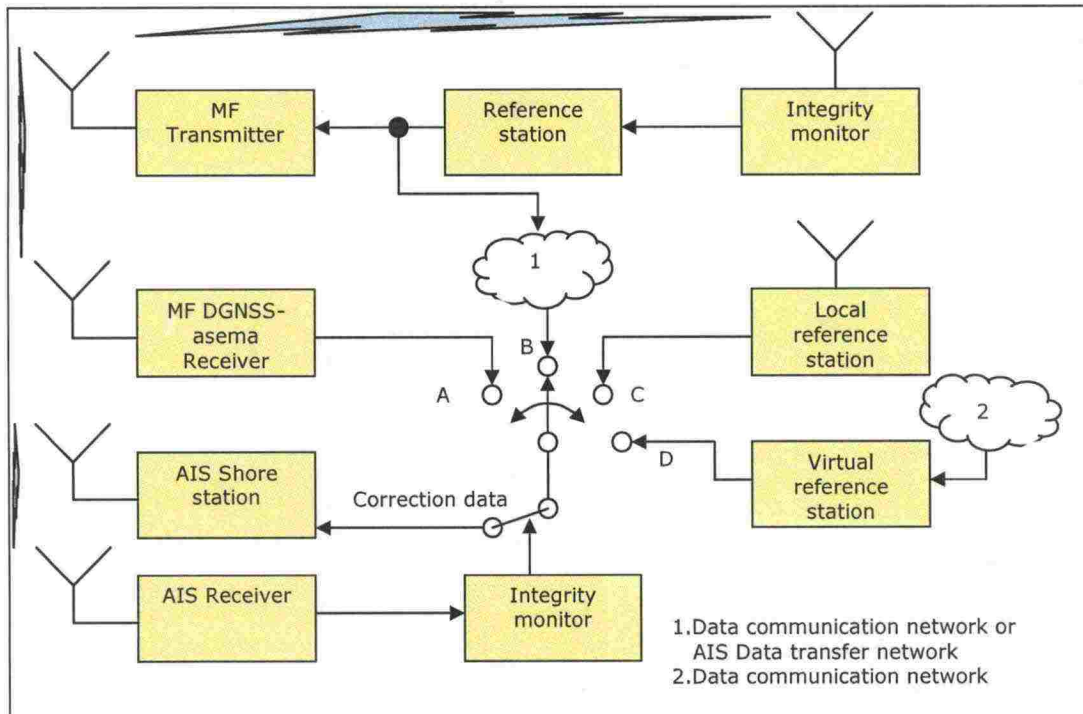 MF
Transmitter
Reference
station
Integrity
monitor
1
MF DGNSS-
asema
Receiver
Local
reference
station
B
A
C
2
D
AIS Shore
station
Virtual
reference
station
Correction data
AIS Receiver
Integrity
monitor
1.Data communication network or
AIS Data transfer network
2.Data communication network